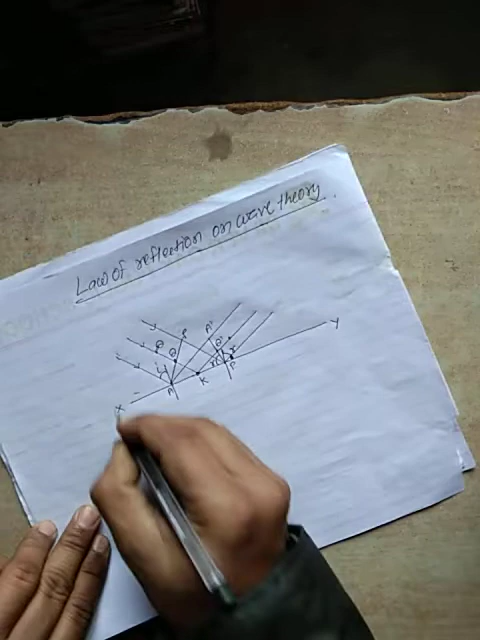 Law of reflection on wave theory.
P A'
Q Q'
i r r
A K P
X Y